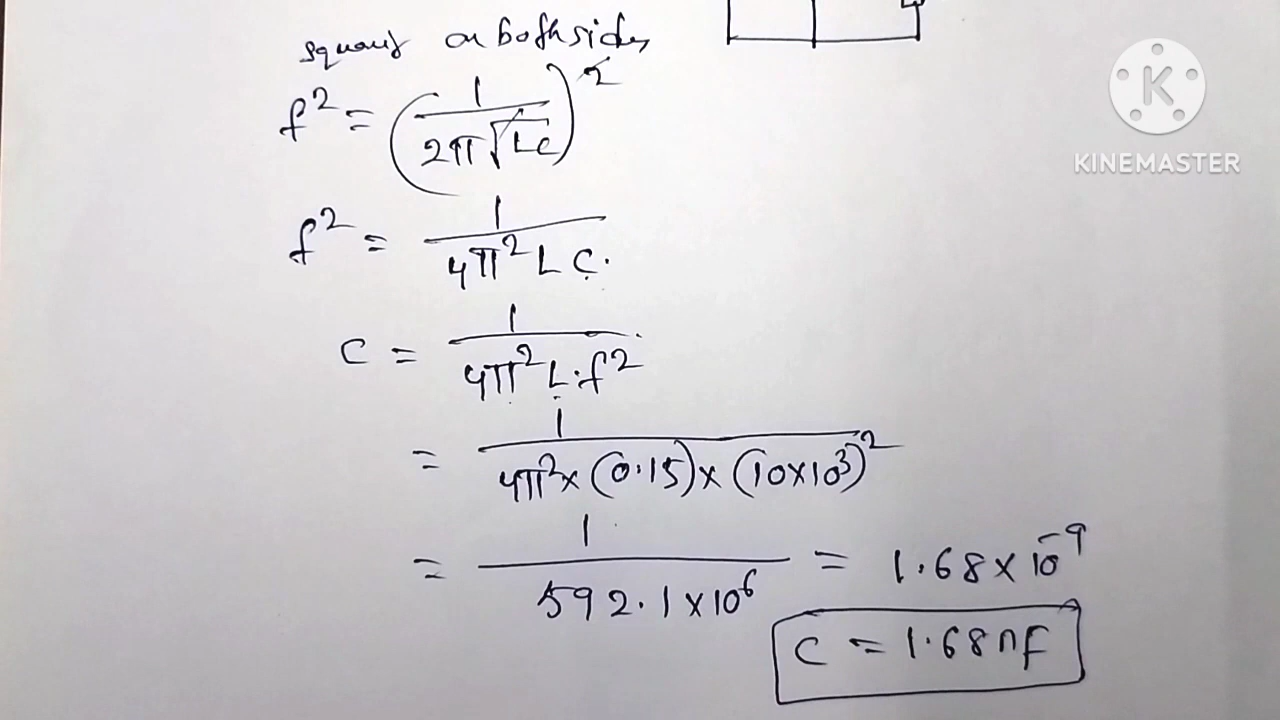 square on both sides
f² = (1/(2π√LC))²
KINEMASTER
f² = 1/(4π²LC).
C = 1/(4π²L.f²)
= 1/(4π²×(0.15)×(10×10³)²)
= 1/(592.1×10⁶) = 1.68×10⁻⁹
C = 1.68nF